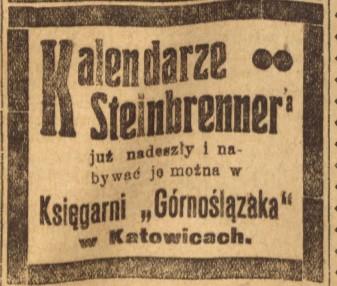 Kalendarze
Steinbrenner'a
już nadeszły i na-
bywać je można w
Księgarni „Górnoślązaka“
w Katowicach.